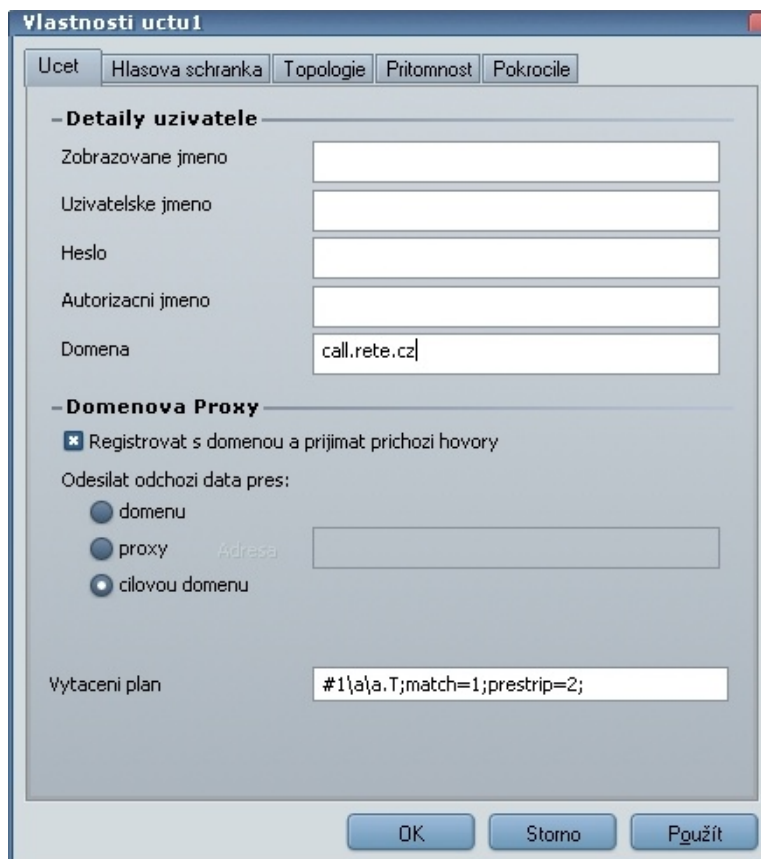 Vlastnosti uctu1
Ucet Hlasova schranka Topologie Pritomnost Pokrocile
Detaily uzivatele
Zobrazovane jmeno
Uzivatelske jmeno
Heslo
Autorizacni jmeno
Domena call.rete.cz
Domenova Proxy
Registrovat s domenou a prijimat prichozi hovory
Odesilat odchozi data pres:
domenu
proxy Adresa
cilovou domenu
Vytaceni plan #1\a\a.T;match=1;prestrip=2;
OK Storno Použít